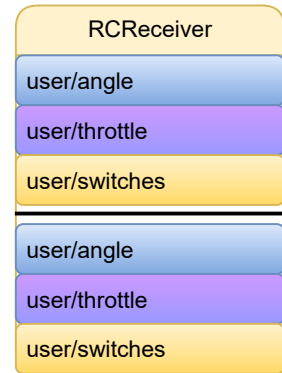 RCReceiver
user/angle
user/throttle
user/switches
user/angle
user/throttle
user/switches